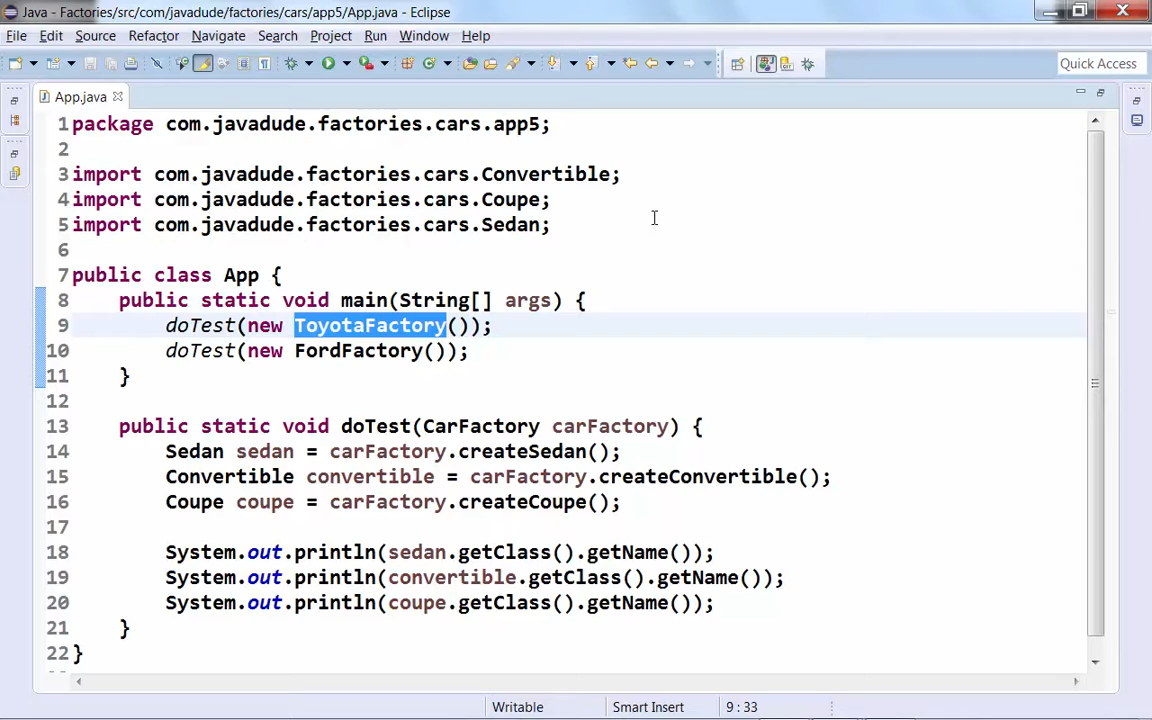 Java - Factories/src/com/javadude/factories/cars/app5/App.java - Eclipse
File Edit Source Refactor Navigate Search Project Run Window Help
Quick Access
App.java
1 package com.javadude.factories.cars.app5;
2
3 import com.javadude.factories.cars.Convertible;
4 import com.javadude.factories.cars.Coupe;
5 import com.javadude.factories.cars.Sedan;
6
7 public class App {
8     public static void main(String[] args) {
9         doTest(new ToyotaFactory());
10         doTest(new FordFactory());
11     }
12
13     public static void doTest(CarFactory carFactory) {
14         Sedan sedan = carFactory.createSedan();
15         Convertible convertible = carFactory.createConvertible();
16         Coupe coupe = carFactory.createCoupe();
17
18         System.out.println(sedan.getClass().getName());
19         System.out.println(convertible.getClass().getName());
20         System.out.println(coupe.getClass().getName());
21     }
22 }
Writable Smart Insert 9 : 33